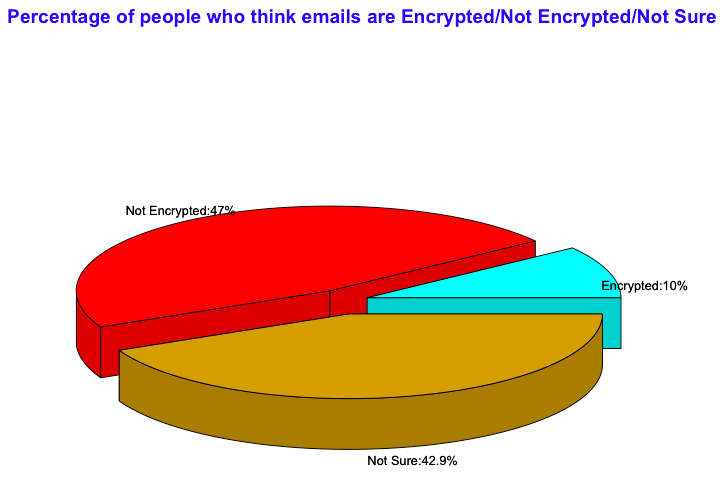 Percentage of people who think emails are Encrypted/Not Encrypted/Not Sure
Not Encrypted:47%
Encrypted:10%
Not Sure:42.9%